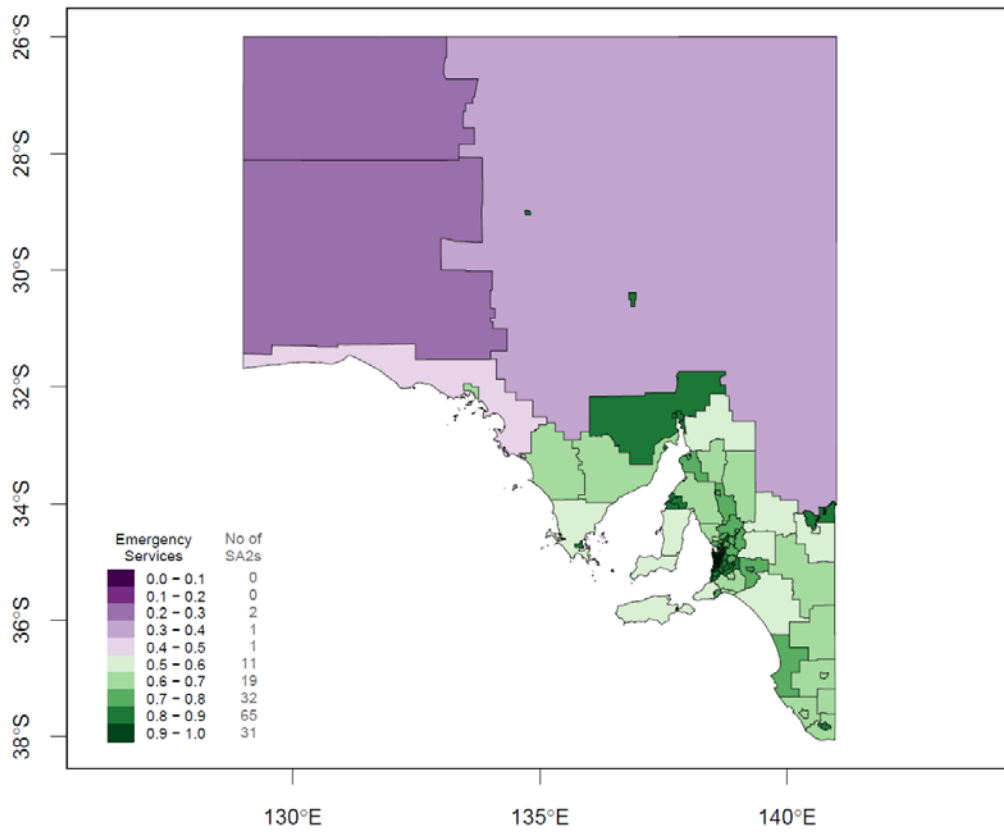 26°S
28°S
30°S
32°S
34°S
36°S
38°S
Emergency Services No of SA2s
0.0 – 0.1 0
0.1 – 0.2 0
0.2 – 0.3 2
0.3 – 0.4 1
0.4 – 0.5 1
0.5 – 0.6 11
0.6 – 0.7 19
0.7 – 0.8 32
0.8 – 0.9 65
0.9 – 1.0 31
130°E 135°E 140°E